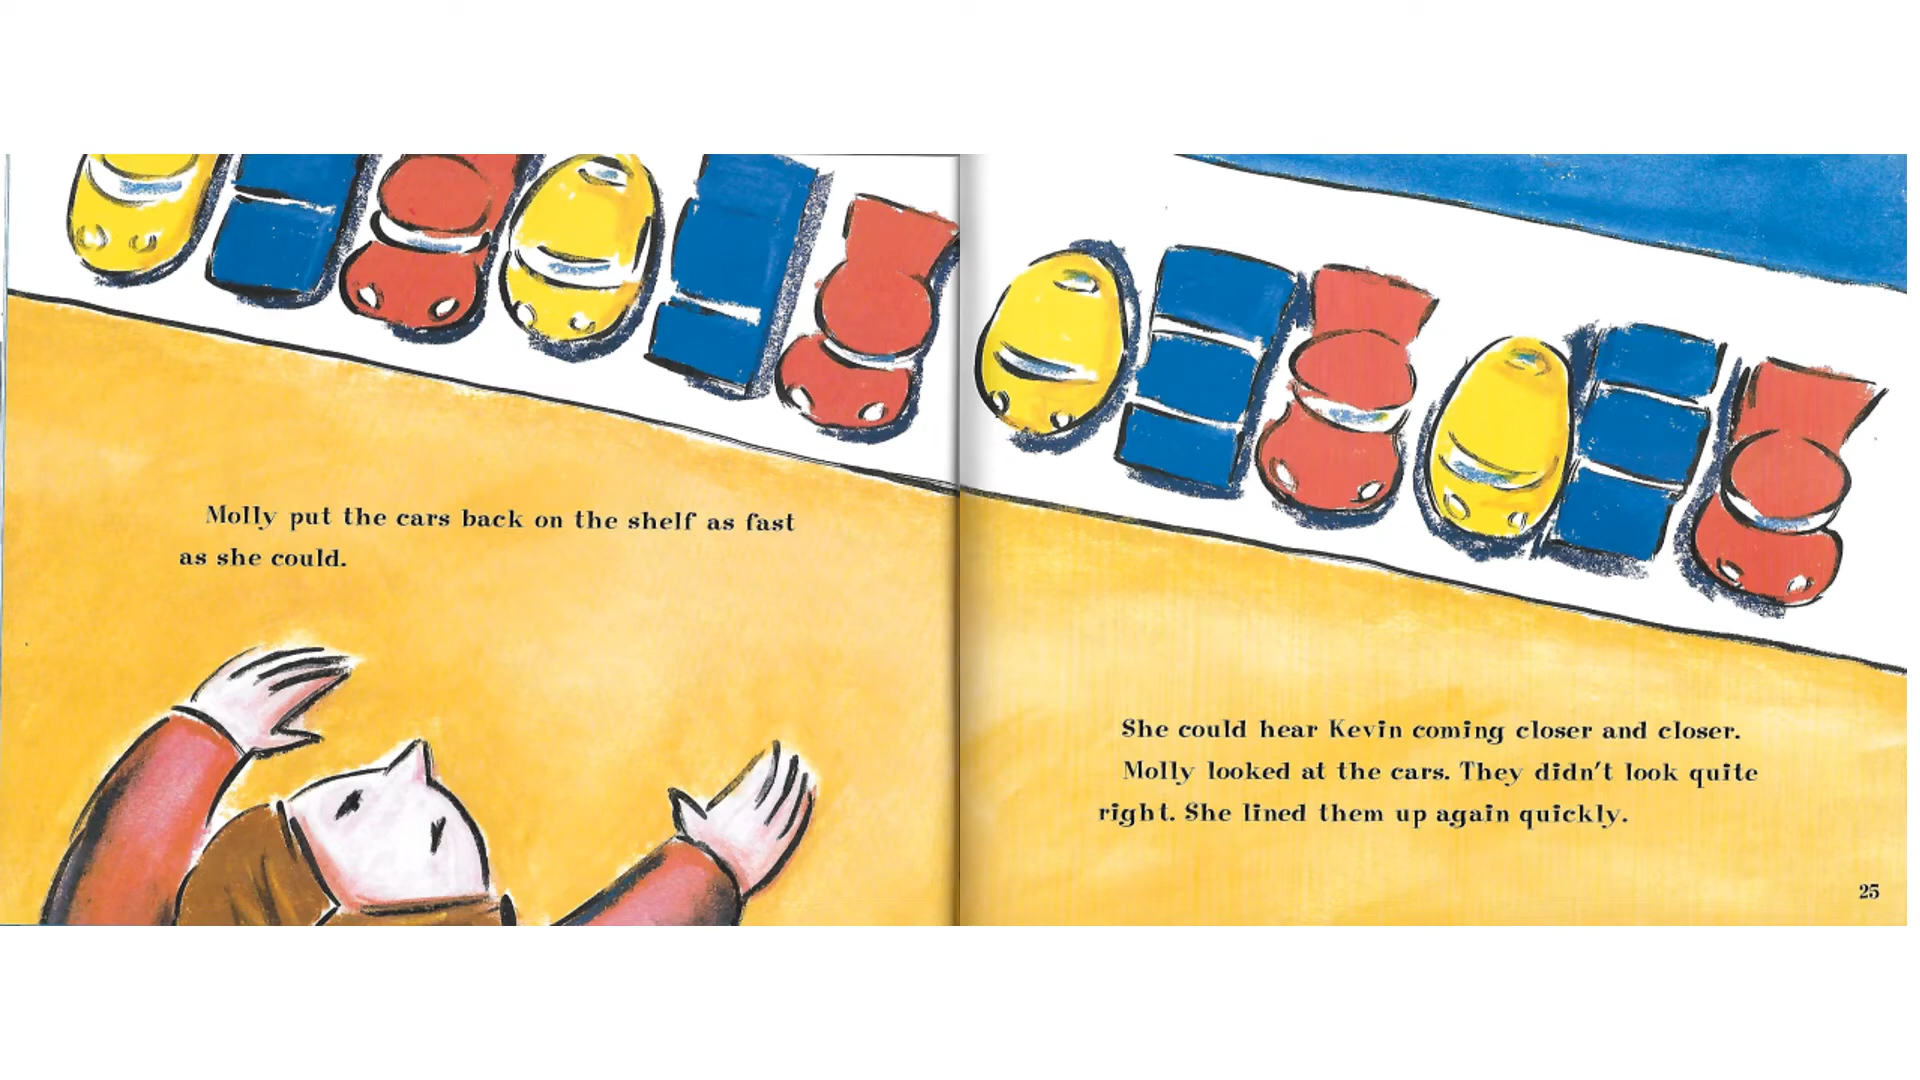 Molly put the cars back on the shelf as fast
as she could.
She could hear Kevin coming closer and closer.
Molly looked at the cars. They didn't look quite
right. She lined them up again quickly.
25